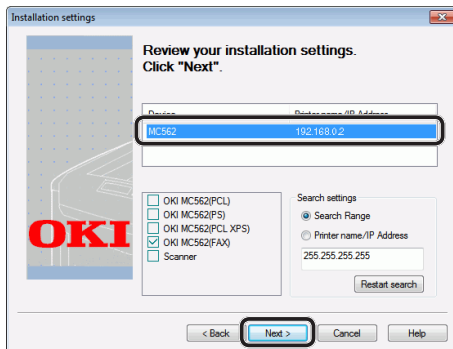 Installation settings
Review your installation settings.
Click "Next".
Device Printer name/IP Address
MC562 192.168.0.2
OKI MC562(PCL)
OKI MC562(PS)
OKI MC562(PCL XPS)
OKI MC562(FAX)
Scanner
Search settings
Search Range
Printer name/IP Address
255.255.255.255
Restart search
OKI
< Back Next > Cancel Help